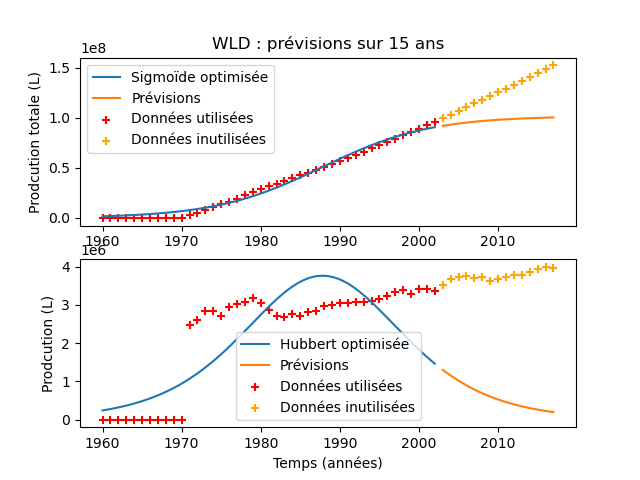 WLD : prévisions sur 15 ans
1e8
1.5
1.0
0.5
0.0
Prodcution totale (L)
Sigmoïde optimisée
Prévisions
Données utilisées
Données inutilisées
1960 1970 1980 1990 2000 2010
1e6
4
3
2
1
0
Prodcution (L)
Hubbert optimisée
Prévisions
Données utilisées
Données inutilisées
1960 1970 1980 1990 2000 2010
Temps (années)